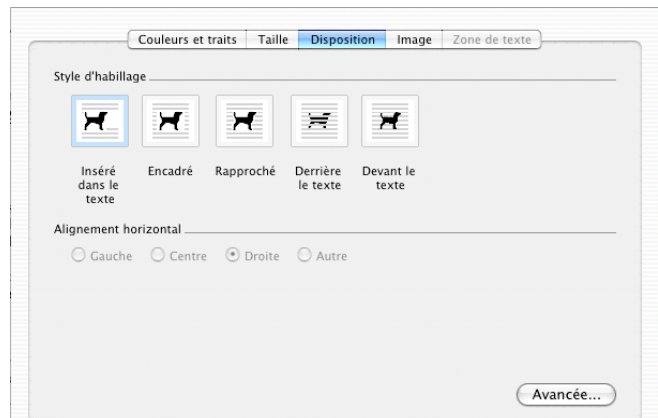 Couleurs et traits Taille Disposition Image Zone de texte
Style d'habillage
Inséré dans le texte
Encadré
Rapproché
Derrière le texte
Devant le texte
Alignement horizontal
Gauche Centre Droite Autre
Avancée...